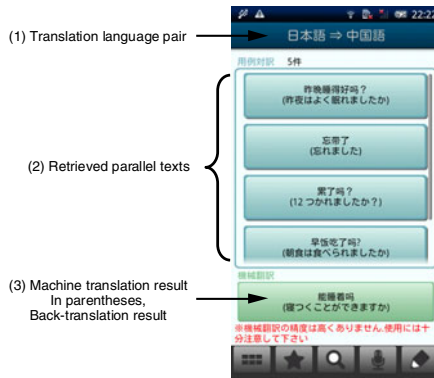 22:22
(1) Translation language pair
日本語 ⇒ 中国語
用例対訳 5件
昨晚睡得好吗？
(昨夜はよく眠れましたか)
忘带了
(忘れました)
(2) Retrieved parallel texts
累了吗？
(12 つかれましたか？)
早饭吃了吗?
(朝食は食べられましたか)
機械翻訳
(3) Machine translation result
In parentheses,
Back-translation result
能睡着吗
(寝つくことができますか)
※機械翻訳の精度は高くありません.使用には十
分注意して下さい